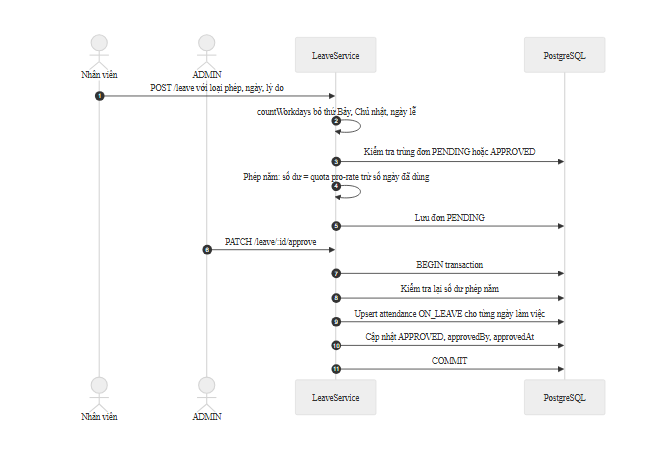 Nhân viên
ADMIN
LeaveService
PostgreSQL
1
POST /leave với loại phép, ngày, lý do
countWorkdays bỏ thứ Bảy, Chủ nhật, ngày lễ
2
Kiểm tra trùng đơn PENDING hoặc APPROVED
3
Phép năm: số dư = quota pro-rate trừ số ngày đã dùng
4
Lưu đơn PENDING
5
PATCH /leave/:id/approve
6
BEGIN transaction
7
Kiểm tra lại số dư phép năm
8
Upsert attendance ON_LEAVE cho từng ngày làm việc
9
Cập nhật APPROVED, approvedBy, approvedAt
10
COMMIT
11
Nhân viên
ADMIN
LeaveService
PostgreSQL